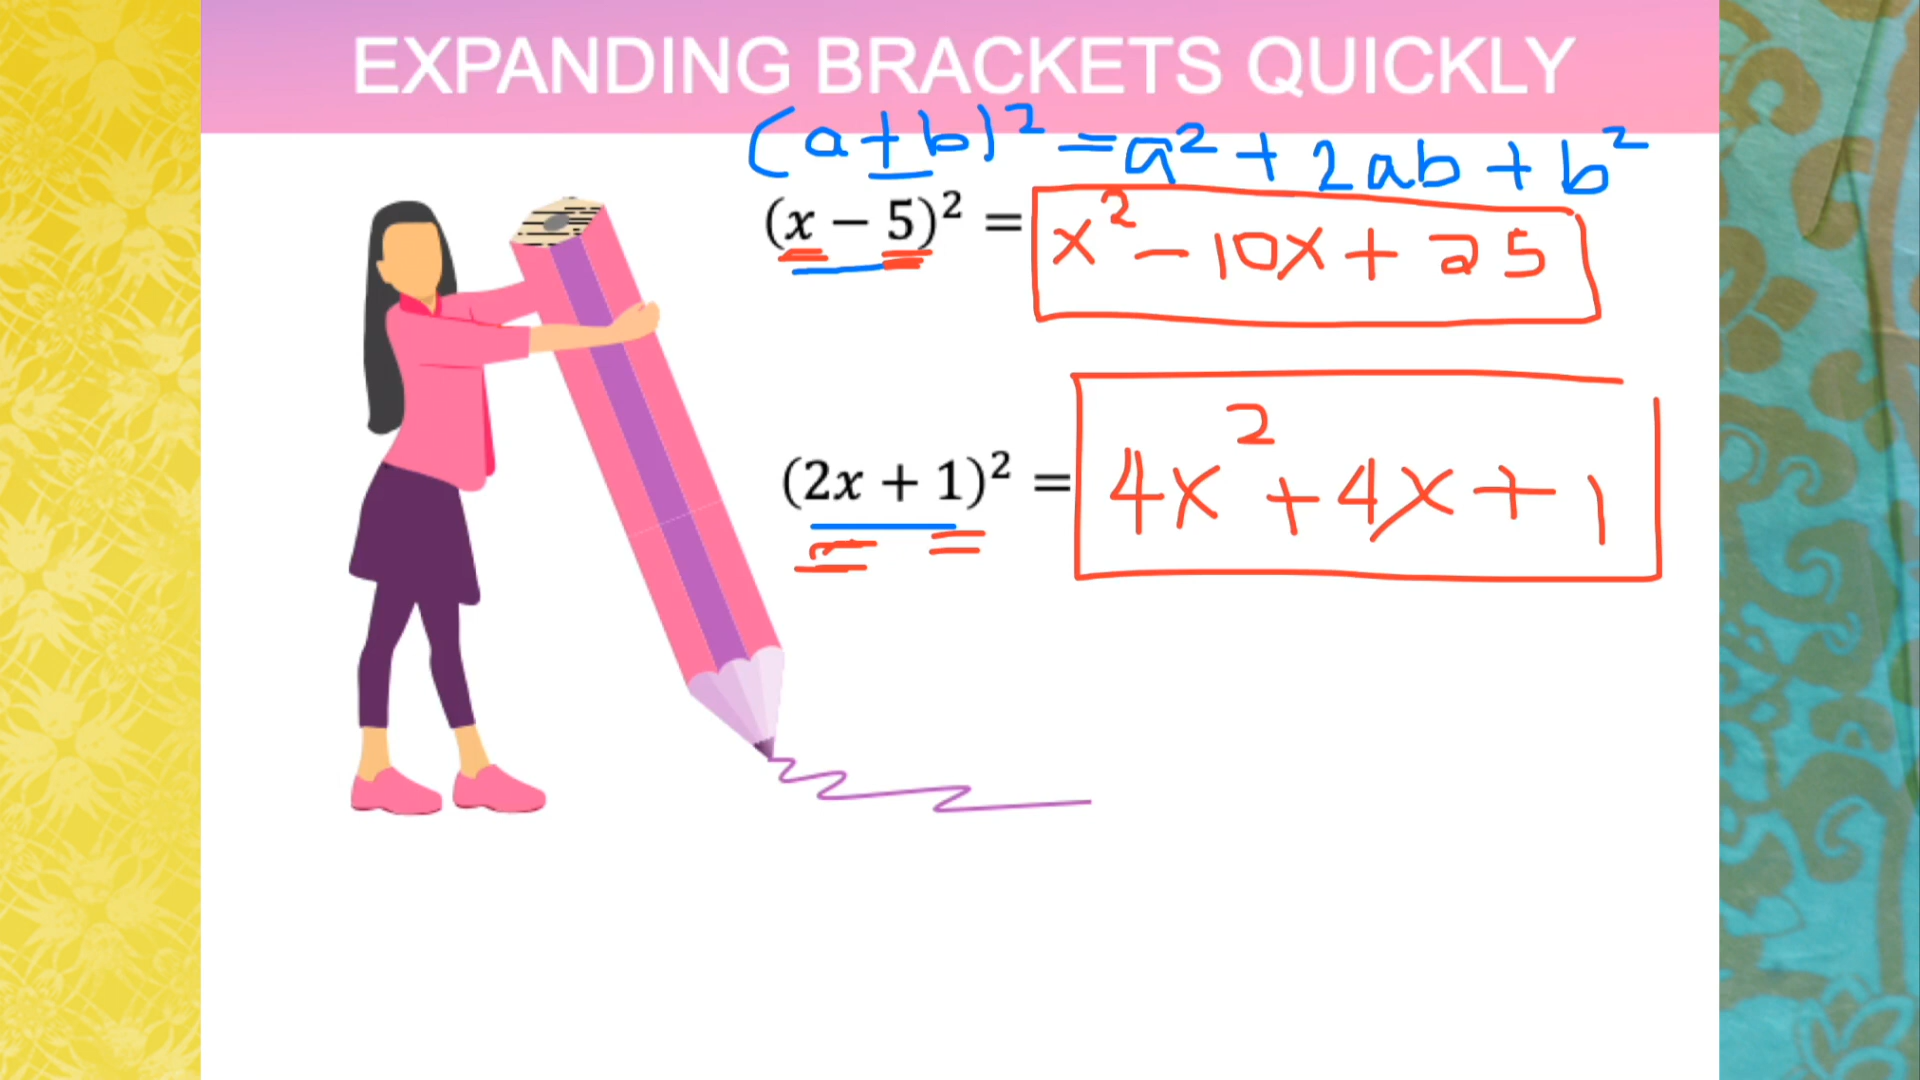 EXPANDING BRACKETS QUICKLY
(a+b)² = a² + 2ab + b²
(x − 5)² = x² − 10x + 25
(2x + 1)² = 4x² + 4x + 1